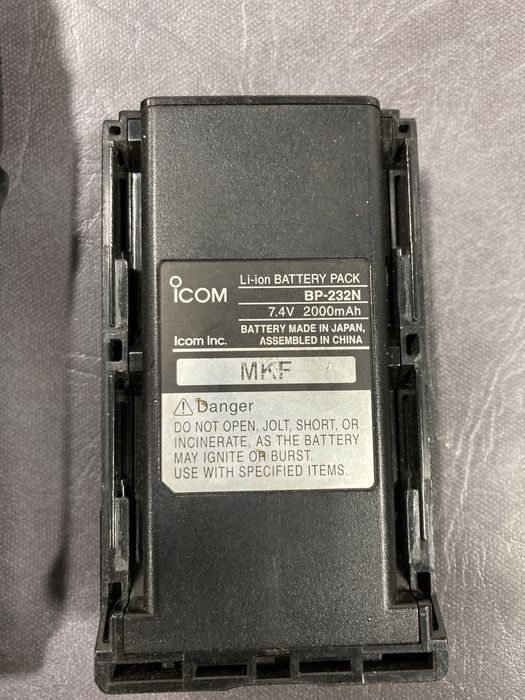 ICOM
Li-ion BATTERY PACK
BP-232N
7.4V 2000mAh
Icom Inc.
BATTERY MADE IN JAPAN,
ASSEMBLED IN CHINA
MKF
Danger
DO NOT OPEN, JOLT, SHORT, OR
INCINERATE, AS THE BATTERY
MAY IGNITE OR BURST.
USE WITH SPECIFIED ITEMS.